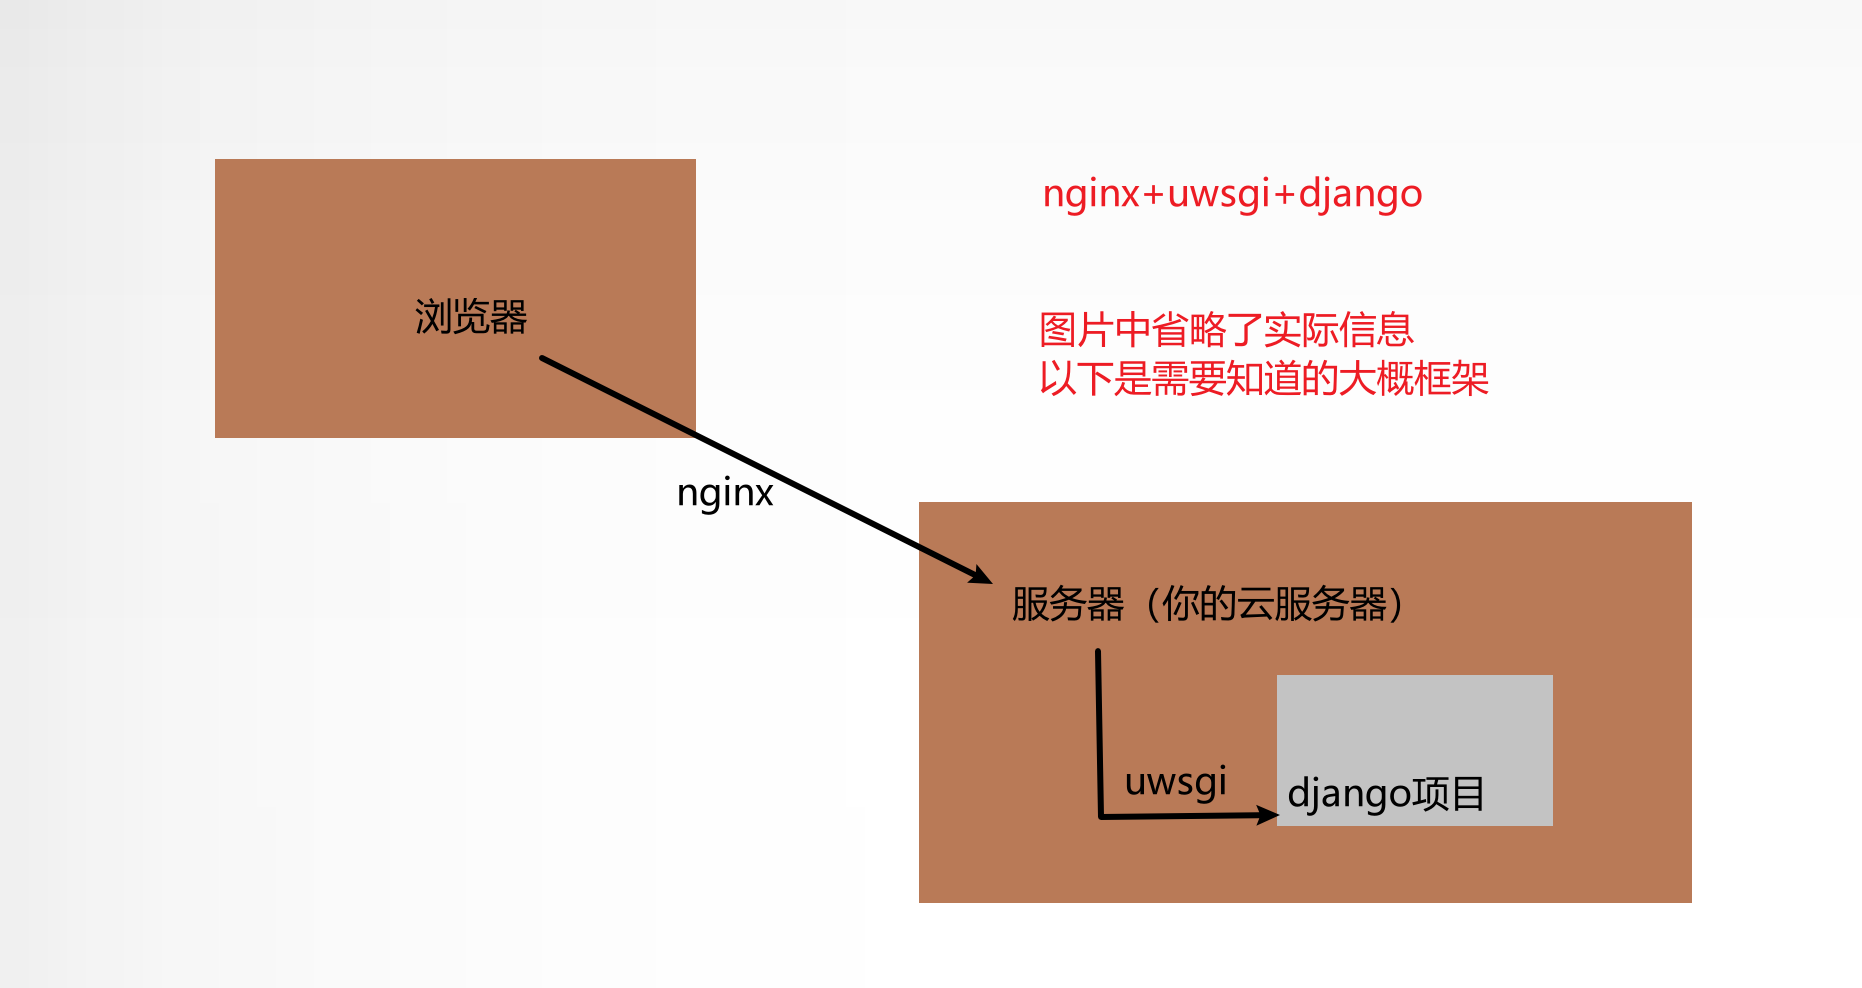 nginx+uwsgi+django
图片中省略了实际信息
以下是需要知道的大概框架
浏览器
nginx
服务器（你的云服务器）
uwsgi
django项目